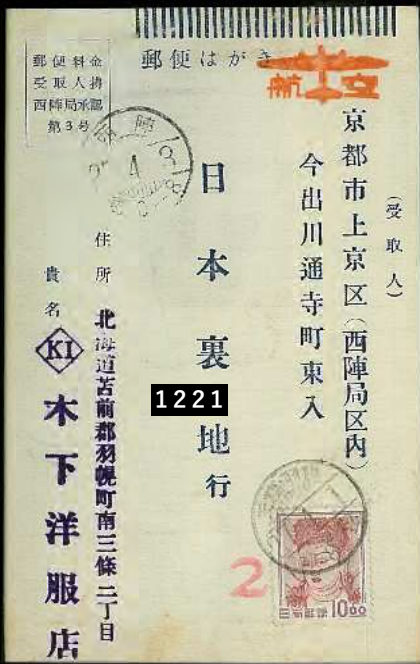 郵便はがき
郵便料金
受取人拂
西陣局承認
第3号
航空
(受取人)
京都市上京区(西陣局区内)
今出川通寺町東入
日本裏地行
1221
住所
北海道苫前郡羽幌町南三條二丁目
貴名
KI
木下洋服店
10.00
2